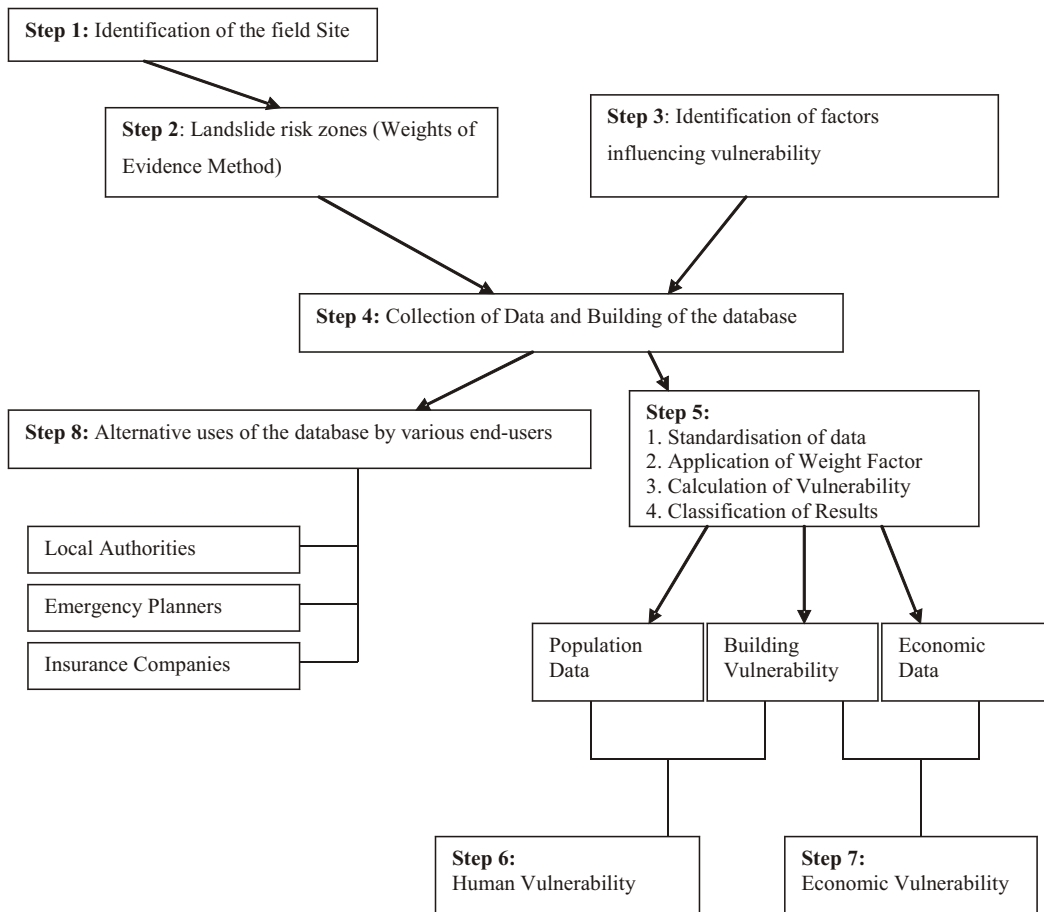 Step 1: Identification of the field Site
Step 2: Landslide risk zones (Weights of
Evidence Method)
Step 3: Identification of factors
influencing vulnerability
Step 4: Collection of Data and Building of the database
Step 8: Alternative uses of the database by various end-users
Local Authorities
Emergency Planners
Insurance Companies
Step 5:
1. Standardisation of data
2. Application of Weight Factor
3. Calculation of Vulnerability
4. Classification of Results
Population
Data
Building
Vulnerability
Economic
Data
Step 6:
Human Vulnerability
Step 7:
Economic Vulnerability